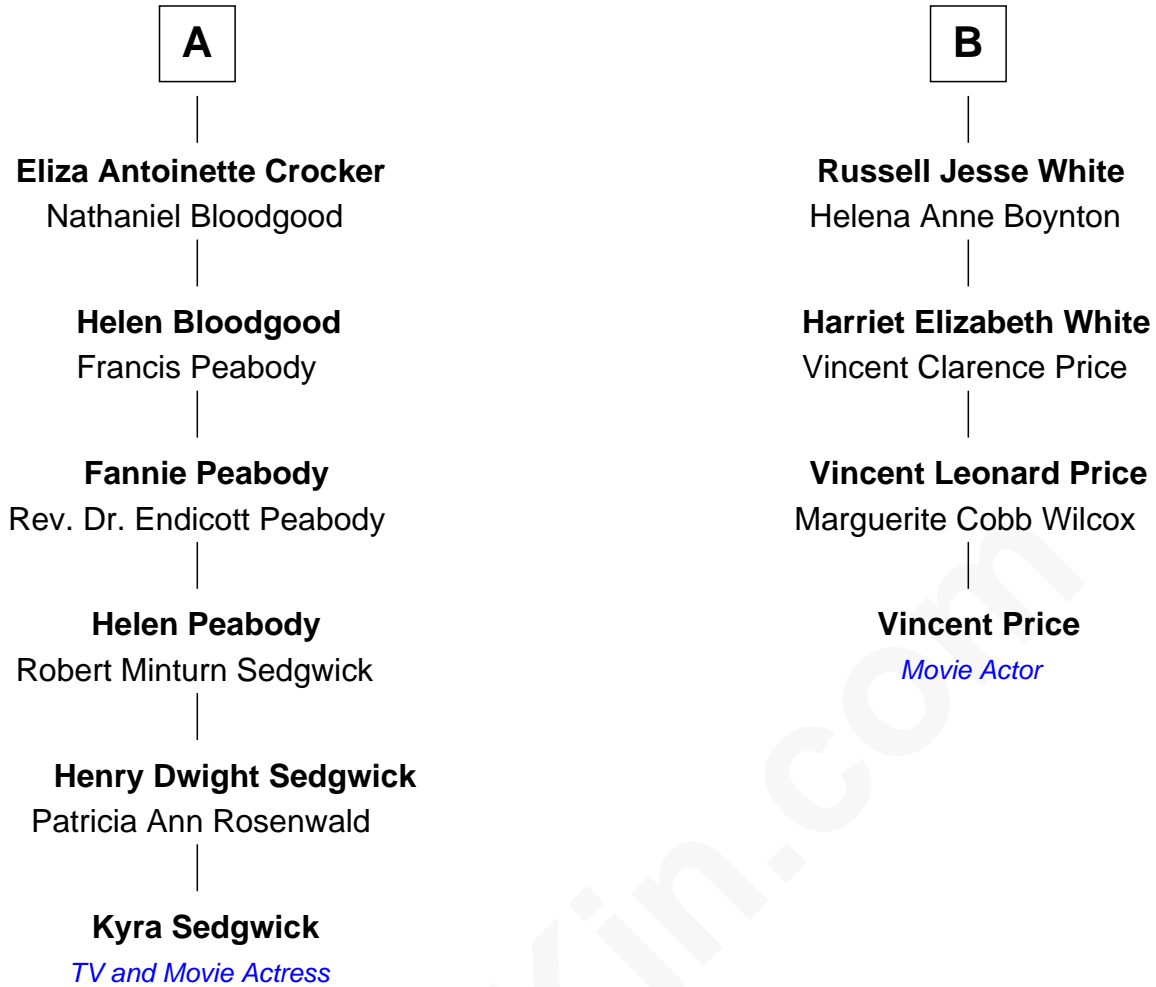 A
Eliza Antoinette Crocker
Nathaniel Bloodgood
Helen Bloodgood
Francis Peabody
Fannie Peabody
Rev. Dr. Endicott Peabody
Helen Peabody
Robert Minturn Sedgwick
Henry Dwight Sedgwick
Patricia Ann Rosenwald
Kyra Sedgwick
TV and Movie Actress
B
Russell Jesse White
Helena Anne Boynton
Harriet Elizabeth White
Vincent Clarence Price
Vincent Leonard Price
Marguerite Cobb Wilcox
Vincent Price
Movie Actor
Kin.com